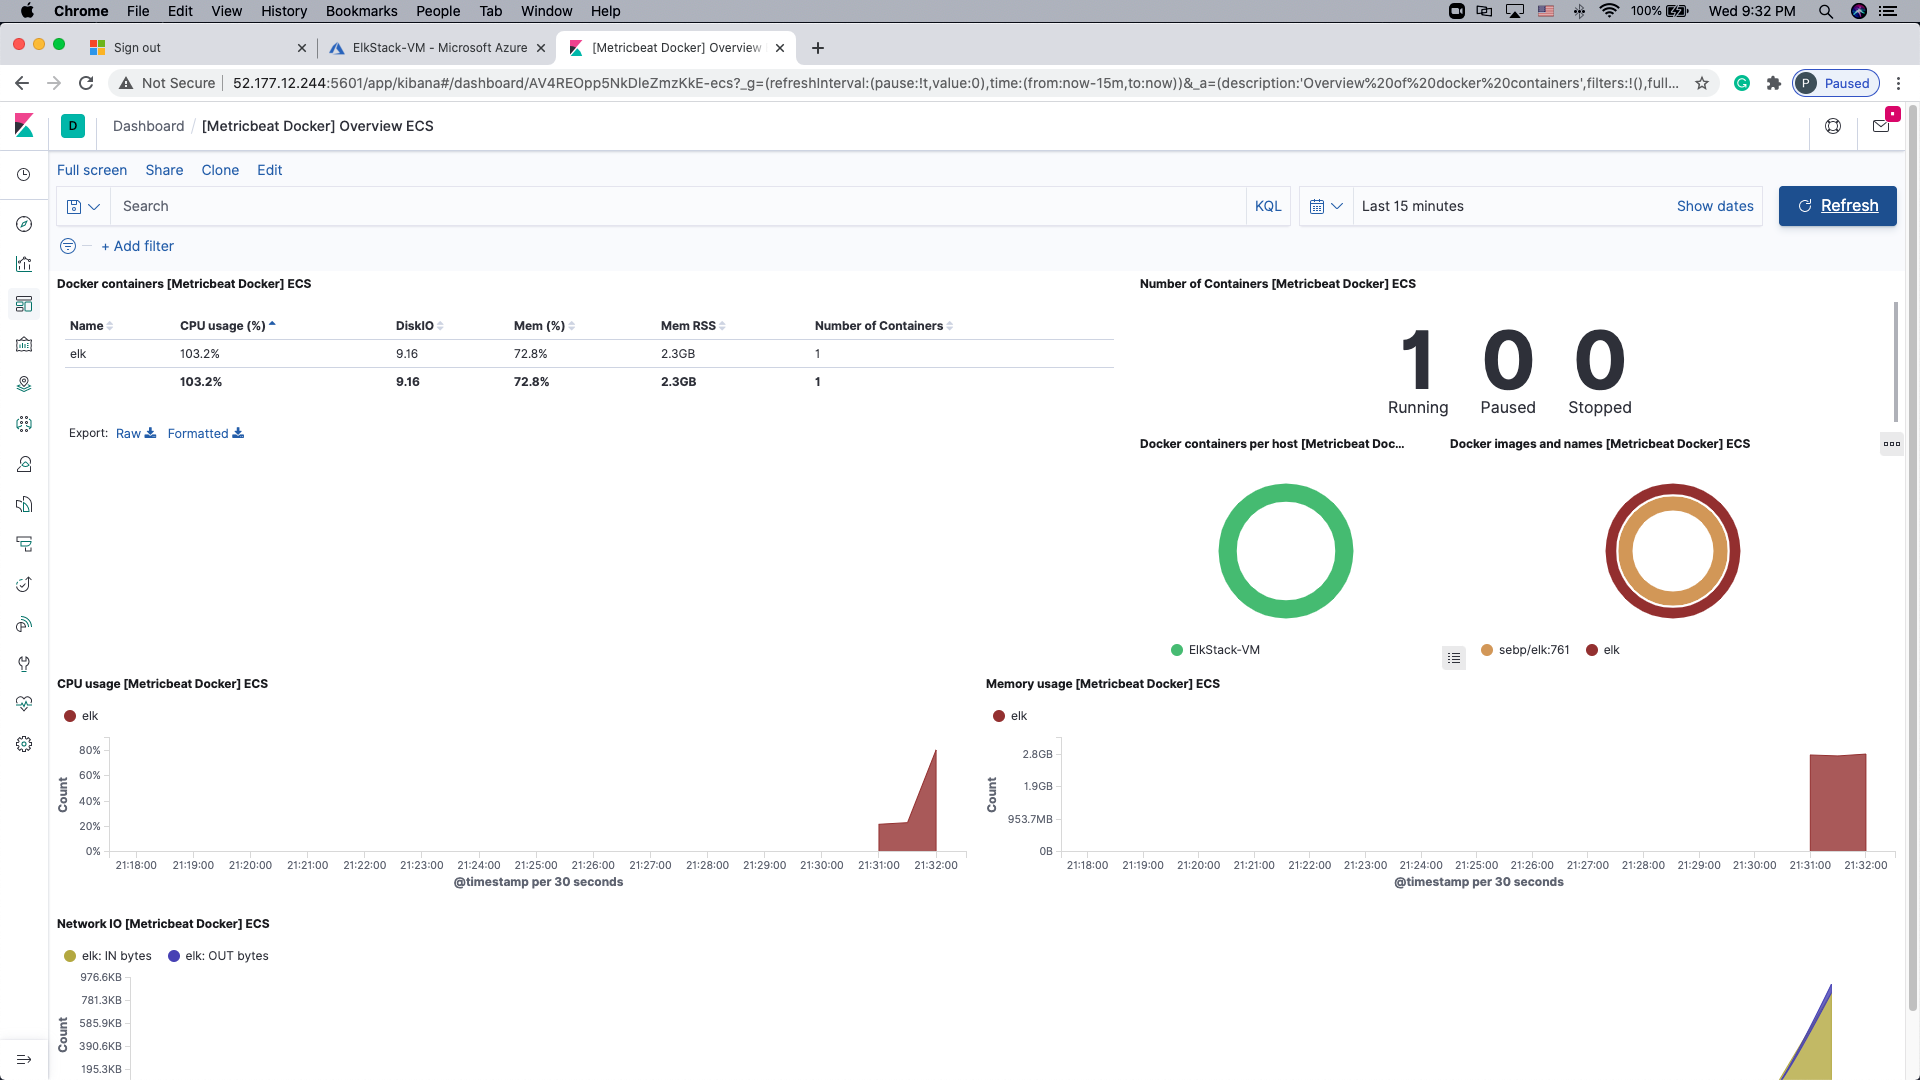 Chrome File Edit View History Bookmarks People Tab Window Help 100% Wed 9:32 PM
Sign out ElkStack-VM - Microsoft Azure [Metricbeat Docker] Overview
Not Secure 52.177.12.244:5601/app/kibana#/dashboard/AV4REOpp5NkDleZmzKkE-ecs?_g=(refreshInterval:(pause:!t,value:0),time:(from:now-15m,to:now))&_a=(description:'Overview%20of%20docker%20containers',filters:!(),full... P Paused
D Dashboard / [Metricbeat Docker] Overview ECS
Full screen Share Clone Edit
Search KQL Last 15 minutes Show dates Refresh
+ Add filter
Docker containers [Metricbeat Docker] ECS
Name CPU usage (%) DiskIO Mem (%) Mem RSS Number of Containers
elk 103.2% 9.16 72.8% 2.3GB 1
103.2% 9.16 72.8% 2.3GB 1
Export: Raw Formatted
Number of Containers [Metricbeat Docker] ECS
1 0 0
Running Paused Stopped
Docker containers per host [Metricbeat Doc...
ElkStack-VM
Docker images and names [Metricbeat Docker] ECS
sebp/elk:761 elk
CPU usage [Metricbeat Docker] ECS
elk
80%
60%
40%
20%
0%
Count
21:18:00 21:19:00 21:20:00 21:21:00 21:22:00 21:23:00 21:24:00 21:25:00 21:26:00 21:27:00 21:28:00 21:29:00 21:30:00 21:31:00 21:32:00
@timestamp per 30 seconds
Memory usage [Metricbeat Docker] ECS
elk
2.8GB
1.9GB
953.7MB
0B
Count
21:18:00 21:19:00 21:20:00 21:21:00 21:22:00 21:23:00 21:24:00 21:25:00 21:26:00 21:27:00 21:28:00 21:29:00 21:30:00 21:31:00 21:32:00
@timestamp per 30 seconds
Network IO [Metricbeat Docker] ECS
elk: IN bytes elk: OUT bytes
976.6KB
781.3KB
585.9KB
390.6KB
195.3KB
Count